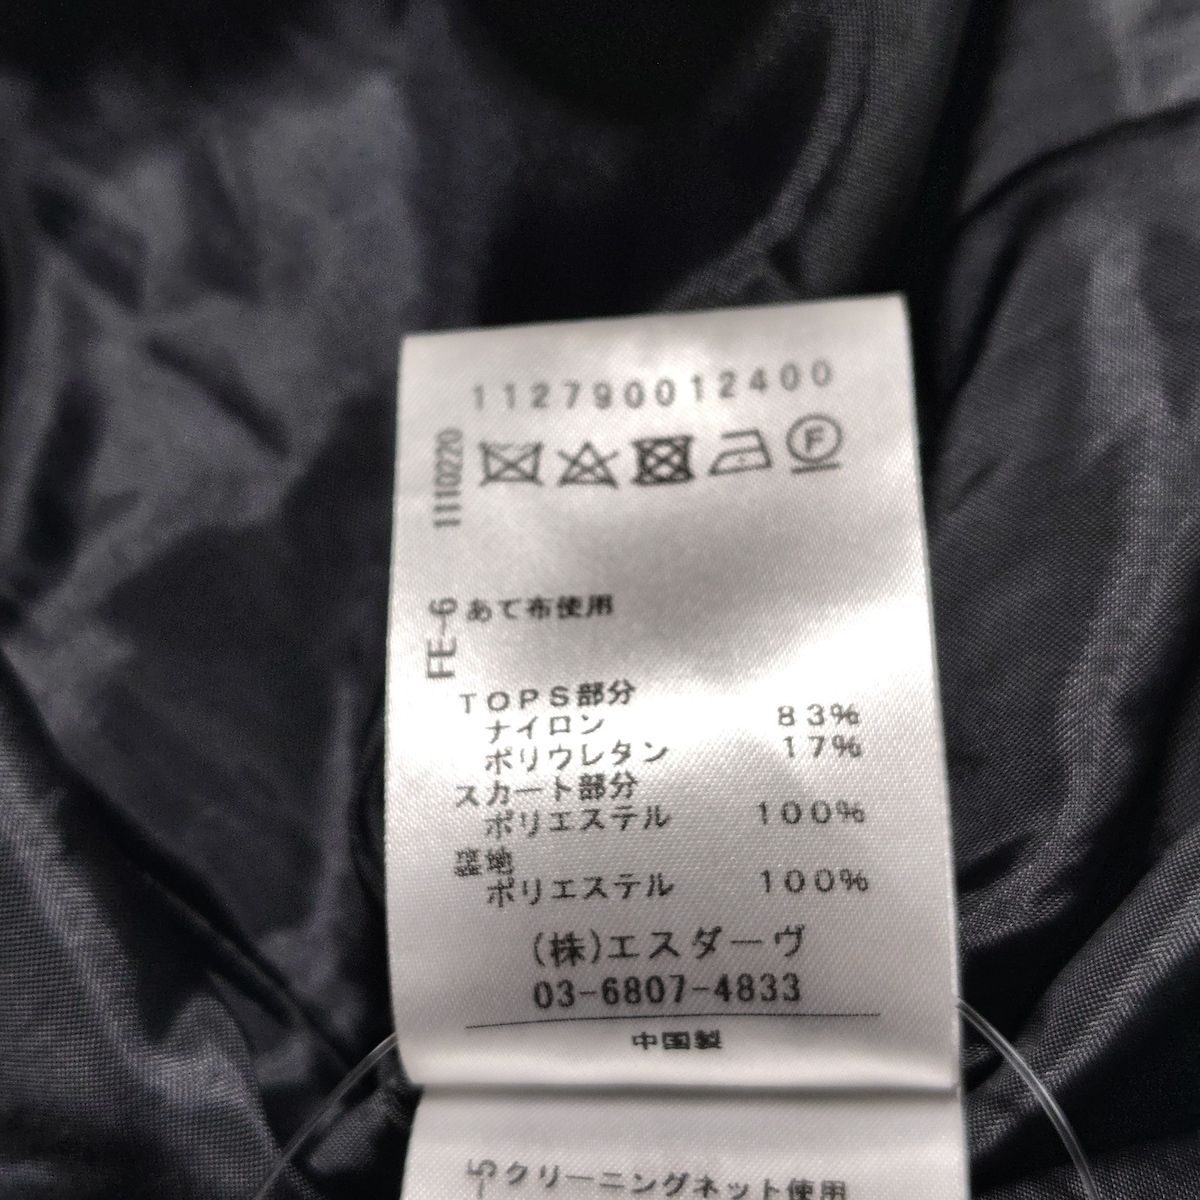 112790012400
1110220
F
FE-6
あて布使用
TOPS部分
ナイロン 83%
ポリウレタン 17%
スカート部分
ポリエステル 100%
裏地
ポリエステル 100%
(株)エスダーヴ
03-6807-4833
中国製
-5
クリーニングネット使用